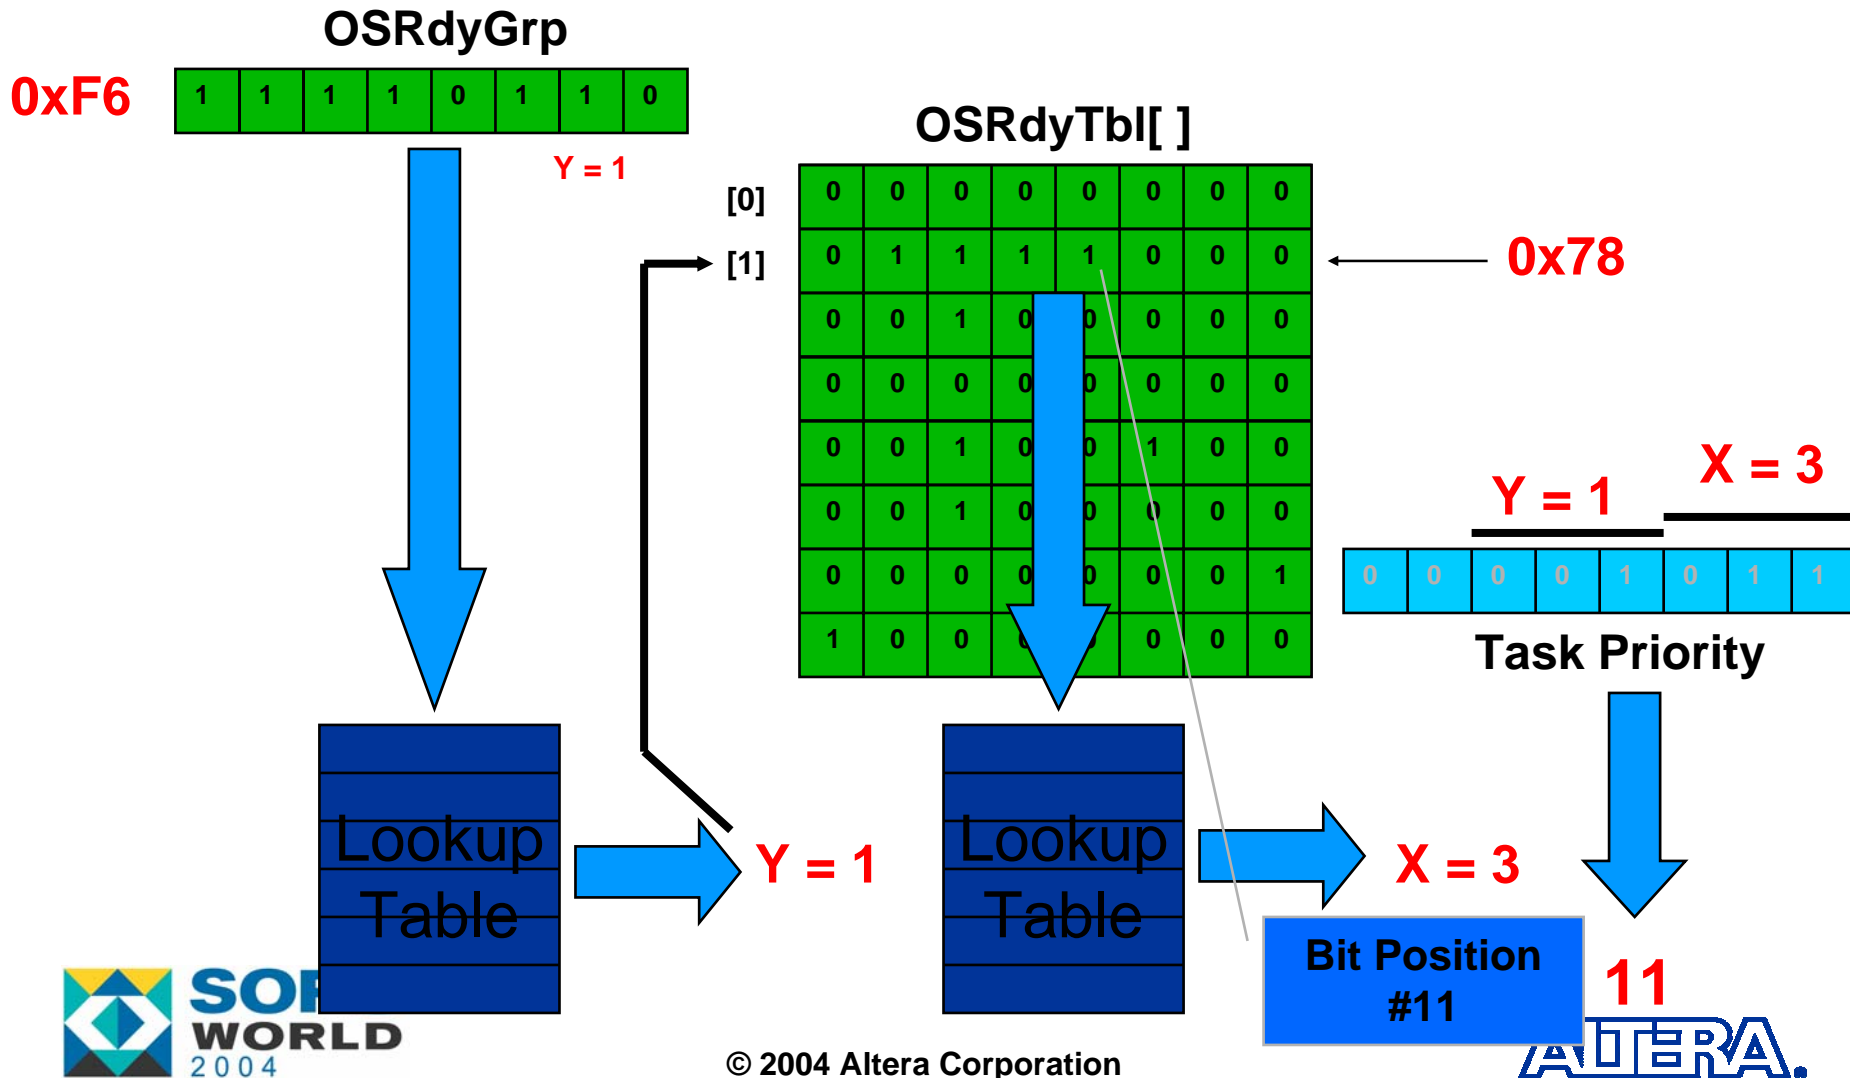 OSRdyGrp
0xF6 1 1 1 1 0 1 1 0
Y = 1
OSRdyTbl[ ]
[0] 0 0 0 0 0 0 0 0
[1] 0 1 1 1 1 0 0 0 0x78
0 0 1 0 0 0 0 0
0 0 0 0 0 0 0 0
0 0 1 0 0 1 0 0
0 0 1 0 0 0 0 0
0 0 0 0 0 0 0 1
1 0 0 0 0 0 0 0
Y = 1 X = 3
0 0 0 0 1 0 1 1
Task Priority
Lookup
Table
Y = 1
Lookup
Table
X = 3
Bit Position
#11
11
WORLD
2004
© 2004 Altera Corporation
ALTERA.